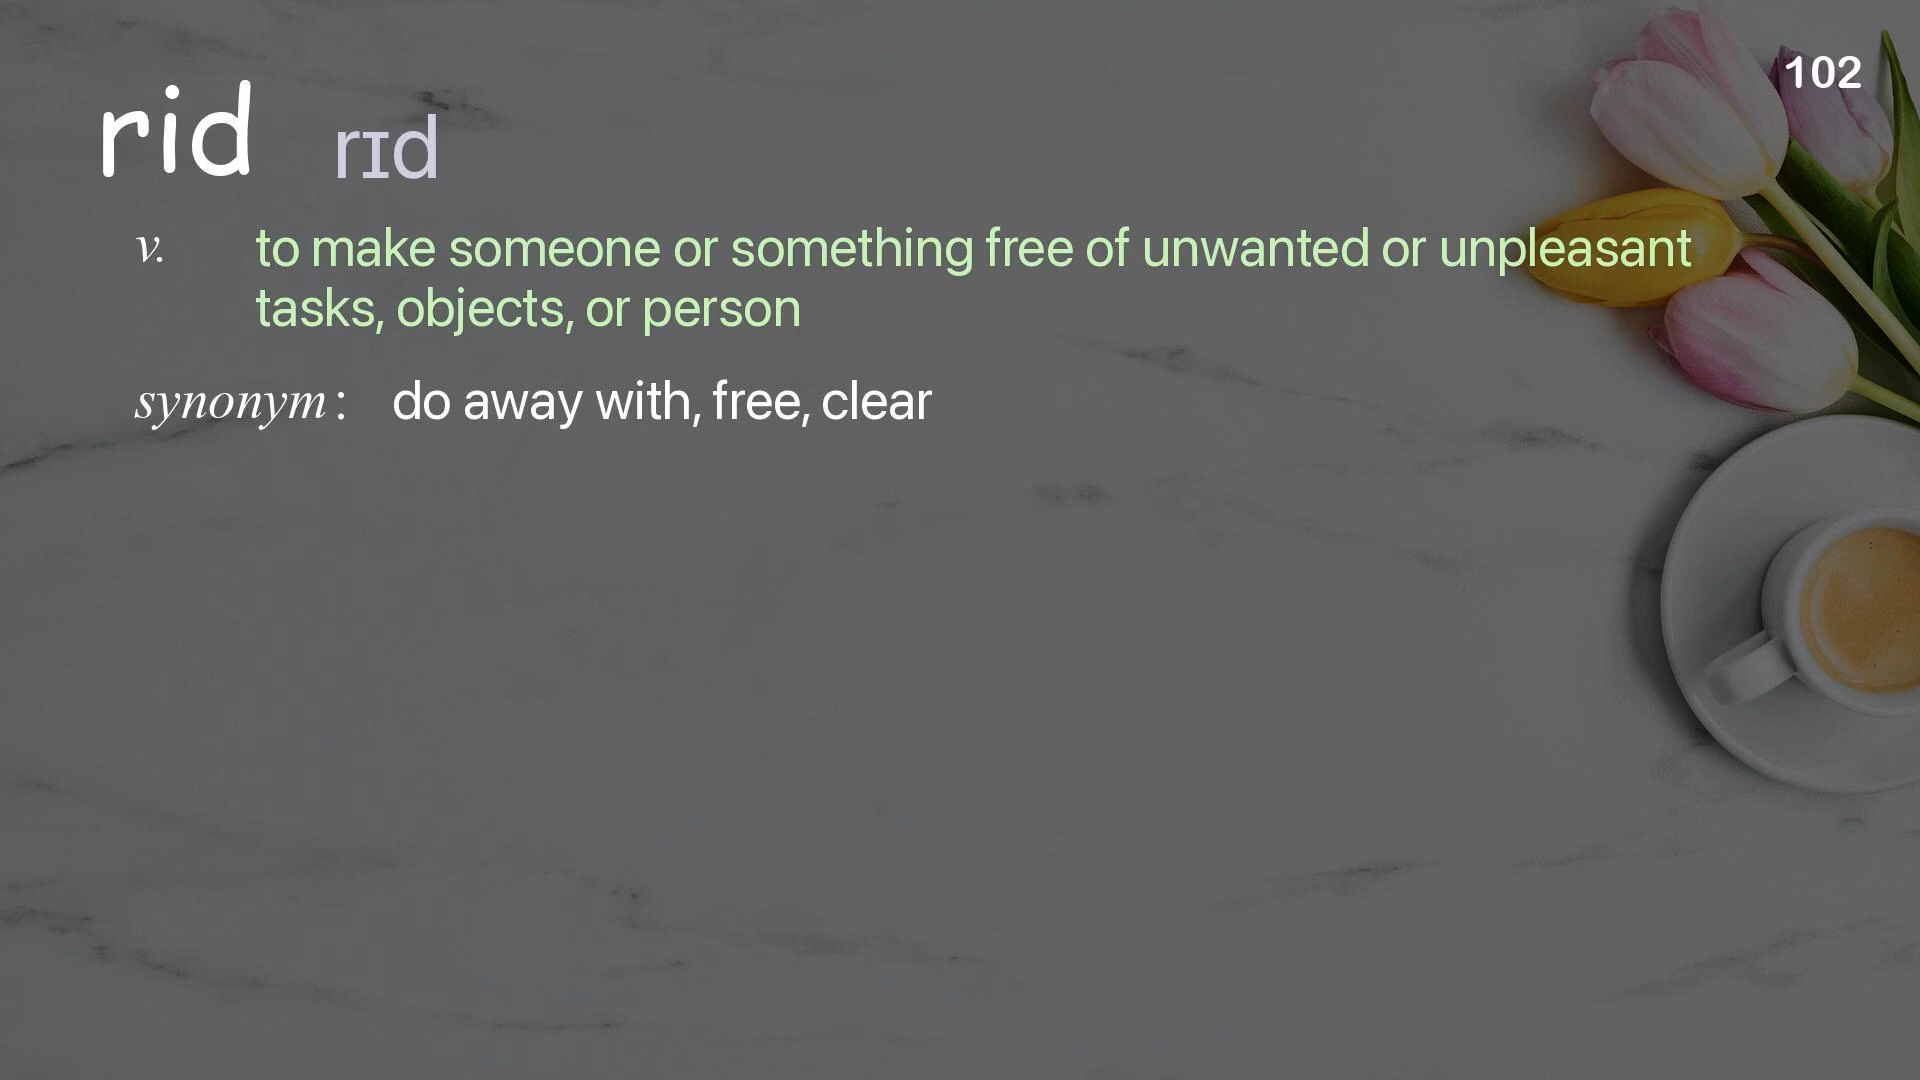 102
rid rɪd
v. to make someone or something free of unwanted or unpleasant
tasks, objects, or person
synonym : do away with, free, clear